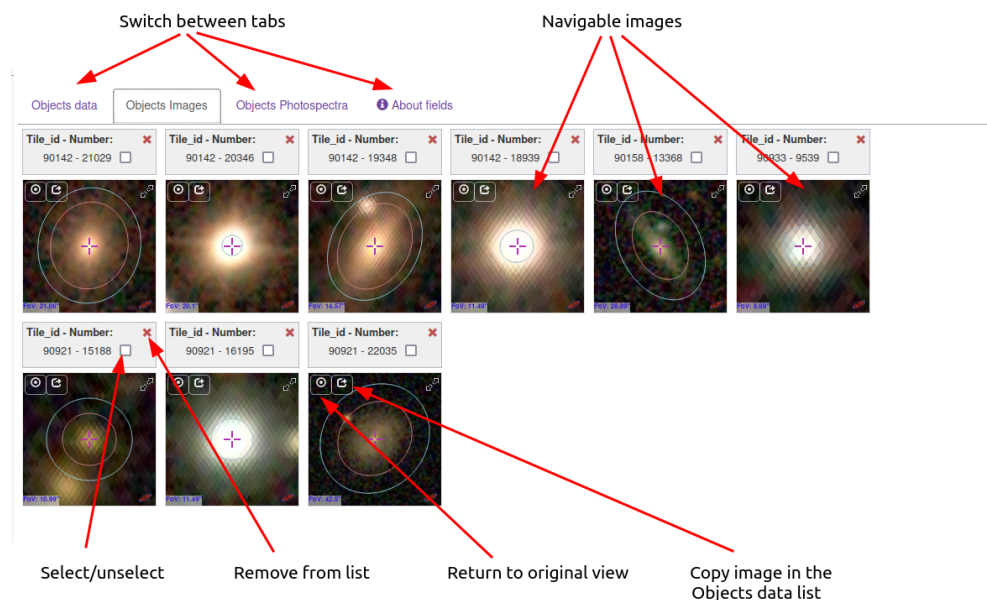 Switch between tabs
Navigable images
Objects data
Objects Images
Objects Photospectra
About fields
Tile_id - Number:
90142 - 21029
Tile_id - Number:
90142 - 20346
Tile_id - Number:
90142 - 19348
Tile_id - Number:
90142 - 18939
Tile_id - Number:
90158 - 13368
Tile_id - Number:
90933 - 9539
FoV: 21.06"
FoV: 20.1"
FoV: 14.57"
FoV: 11.48"
FoV: 28.89"
FoV: 8.69"
Tile_id - Number:
90921 - 15188
Tile_id - Number:
90921 - 16195
Tile_id - Number:
90921 - 22035
FoV: 10.99"
FoV: 11.49"
FoV: 42.8"
Select/unselect
Remove from list
Return to original view
Copy image in the
Objects data list